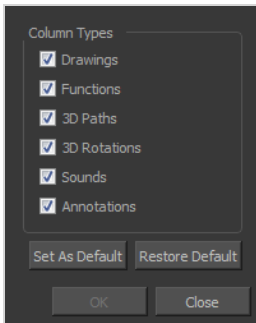 Column Types
Drawings
Functions
3D Paths
3D Rotations
Sounds
Annotations
Set As Default Restore Default
OK Close